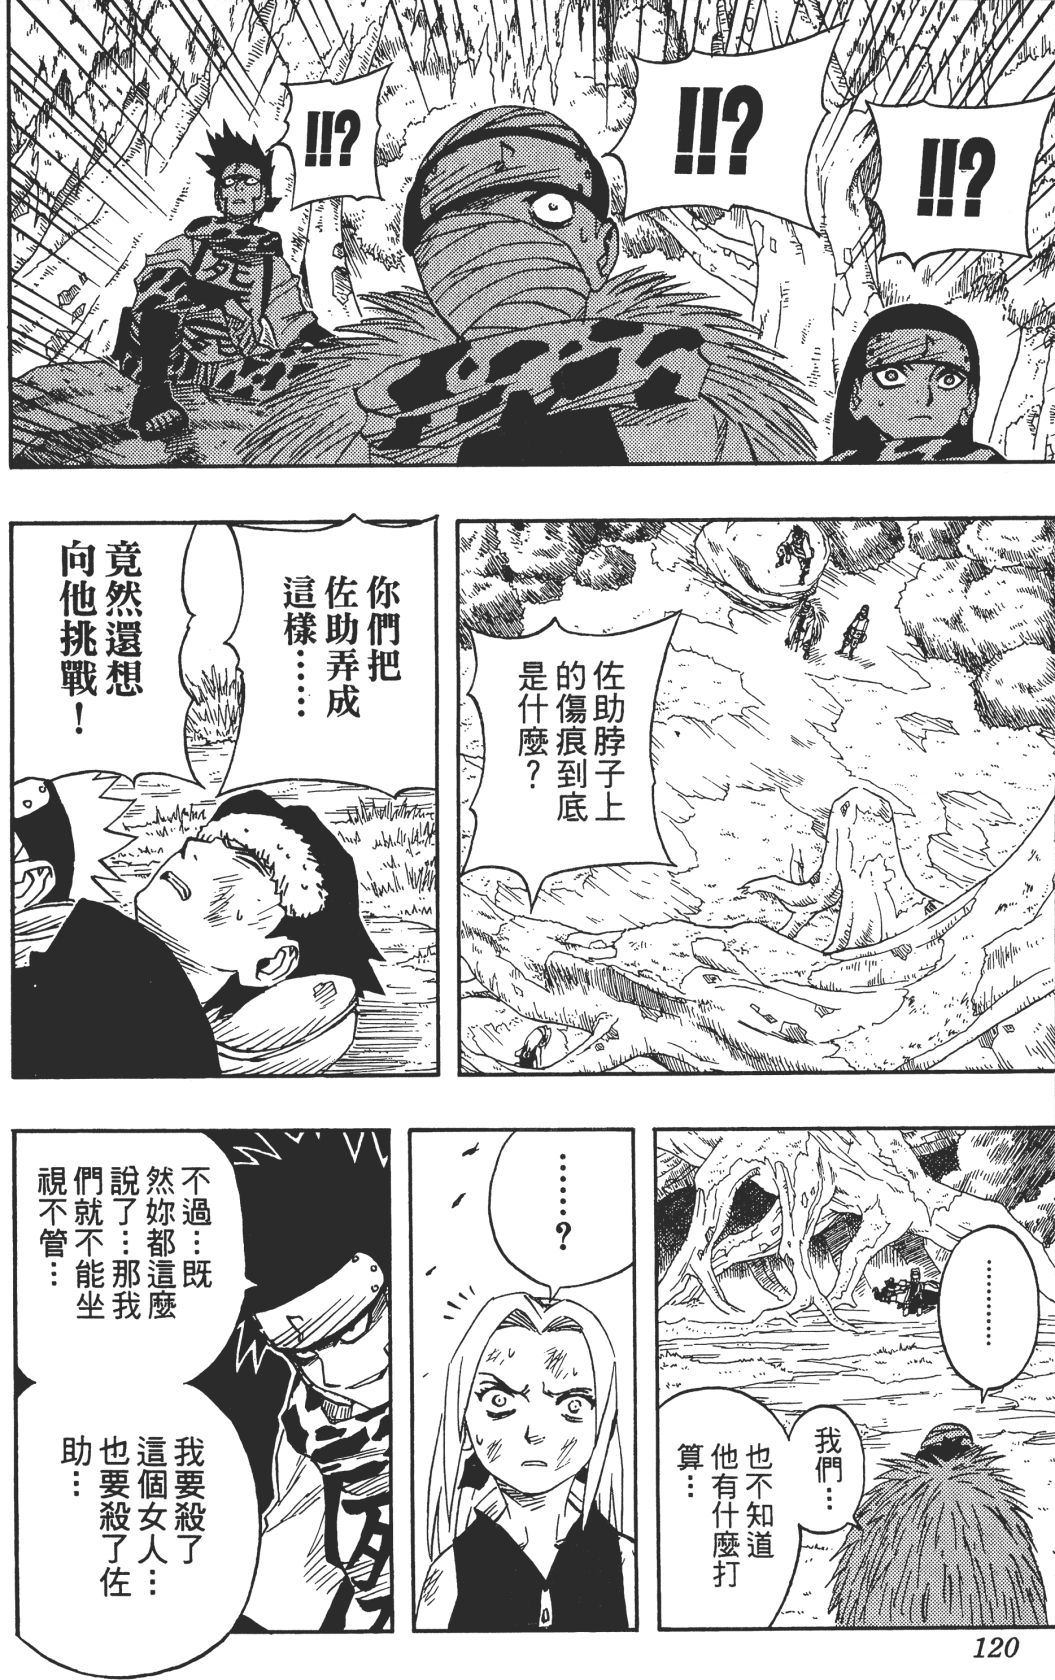 !!?
!!?
!!?
死
死
佐助脖子上
的傷痕到底
是什麼?
你們把
佐助弄成
這樣……
竟然還想
向他挑戰!
………
我們…
也不知道
他有什麼打
算…
……?
不過…既
然妳都這麼
說了…那我
們就不能坐
視不管…
我要殺了
這個女人…
也要殺了佐
助…
死
死
120